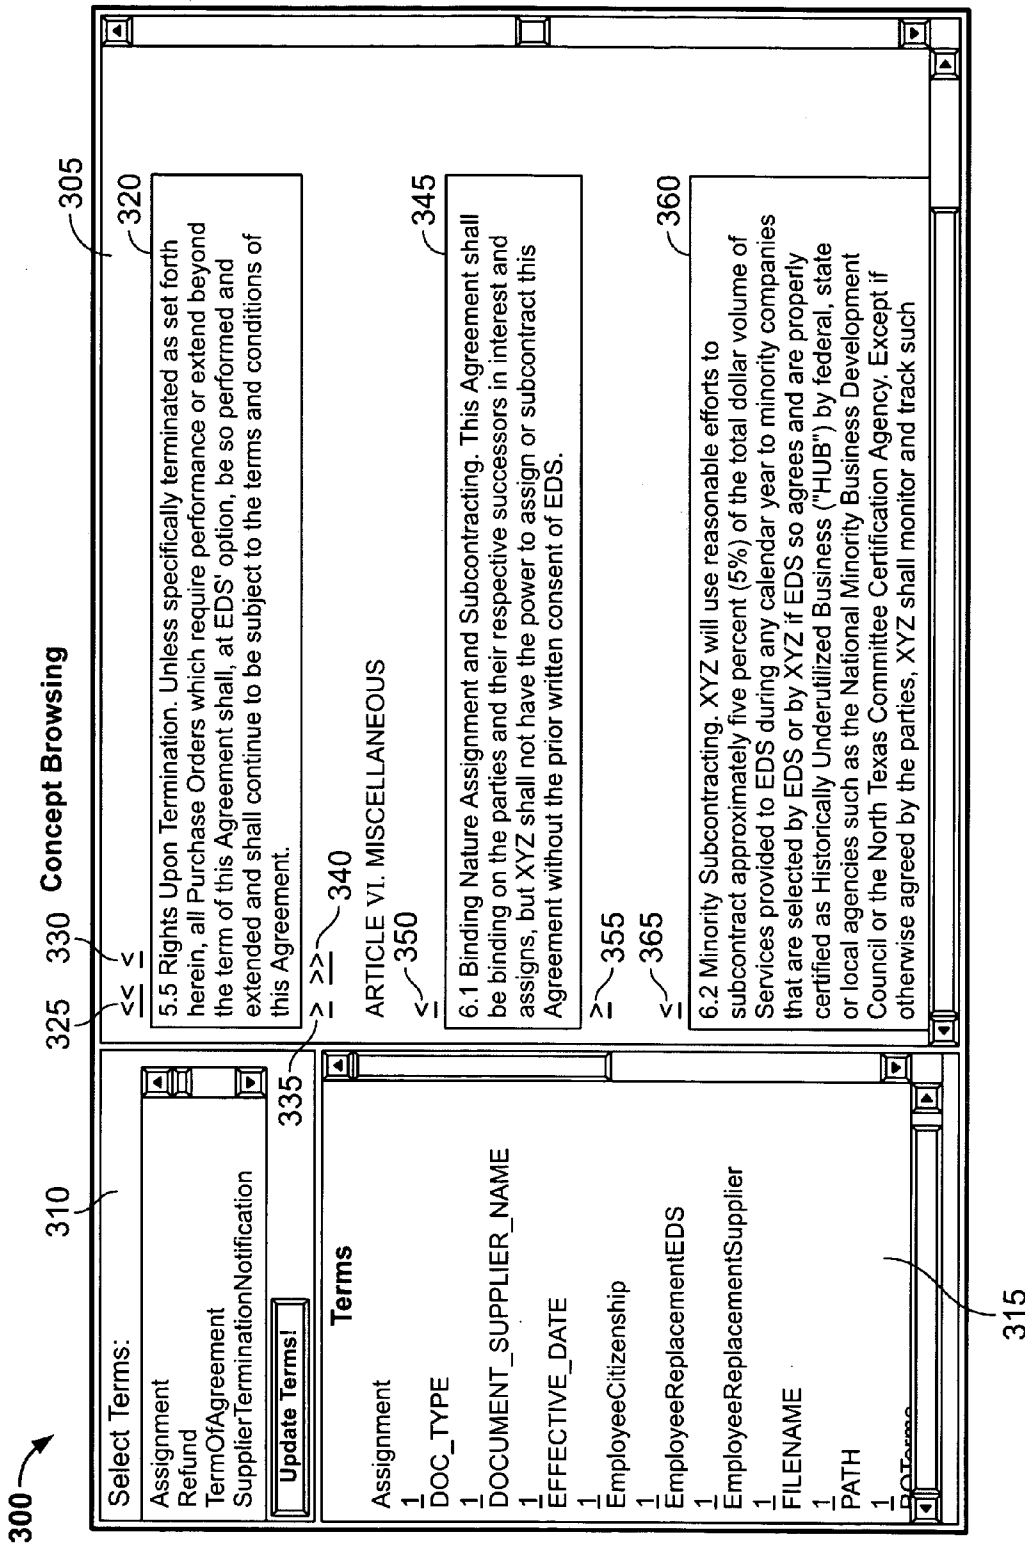 300
Concept Browsing
310
325
330
305
Select Terms:
Assignment
Refund
TermOfAgreement
SupplierTerminationNotification
Update Terms!
Terms
Assignment
1
DOC_TYPE
1
DOCUMENT_SUPPLIER_NAME
1
EFFECTIVE_DATE
1
EmployeeCitizenship
1
EmployeeReplacementEDS
1
EmployeeReplacementSupplier
1
FILENAME
1
PATH
1
315
<< <
320
5.5 Rights Upon Termination. Unless specifically terminated as set forth
herein, all Purchase Orders which require performance or extend beyond
the term of this Agreement shall, at EDS' option, be so performed and
extended and shall continue to be subject to the terms and conditions of
this Agreement.
335
> >>
340
ARTICLE VI. MISCELLANEOUS
<
350
345
6.1 Binding Nature Assignment and Subcontracting. This Agreement shall
be binding on the parties and their respective successors in interest and
assigns, but XYZ shall not have the power to assign or subcontract this
Agreement without the prior written consent of EDS.
>
355
<
365
360
6.2 Minority Subcontracting. XYZ will use reasonable efforts to
subcontract approximately five percent (5%) of the total dollar volume of
Services provided to EDS during any calendar year to minority companies
that are selected by EDS or by XYZ if EDS so agrees and are properly
certified as Historically Underutilized Business ("HUB") by federal, state
or local agencies such as the National Minority Business Development
Council or the North Texas Committee Certification Agency. Except if
otherwise agreed by the parties, XYZ shall monitor and track such